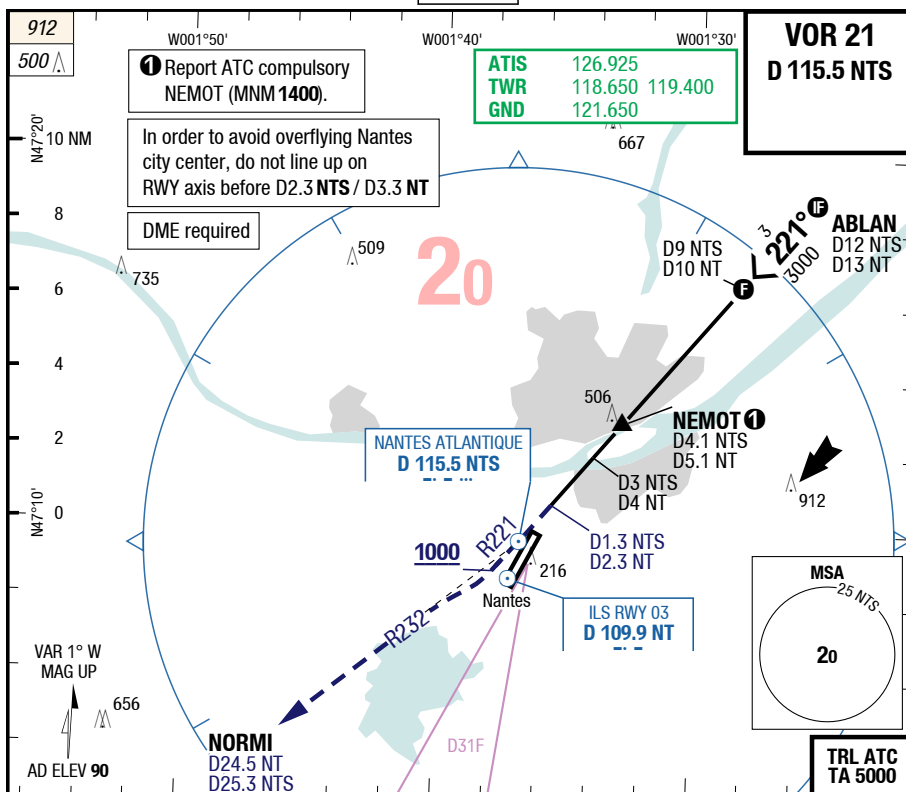 912
500
W001°50'
W001°40'
W001°30'
VOR 21
D 115.5 NTS
❶ Report ATC compulsory
NEMOT (MNM 1400).
ATIS 126.925
TWR 118.650 119.400
GND 121.650
N47°20'
10 NM
In order to avoid overflying Nantes
city center, do not line up on
RWY axis before D2.3 NTS / D3.3 NT
667
DME required
8
6
4
2
0
N47°10'
509
735
20
D9 NTS
D10 NT
F
3
221°
3000
IF
ABLAN
D12 NTS
D13 NT
506
NEMOT ❶
D4.1 NTS
D5.1 NT
NANTES ATLANTIQUE
D 115.5 NTS
D3 NTS
D4 NT
912
D1.3 NTS
D2.3 NT
R221
1000
216
Nantes
R232
ILS RWY 03
D 109.9 NT
MSA
25 NTS
20
VAR 1° W
MAG UP
656
AD ELEV 90
NORMI
D24.5 NT
D25.3 NTS
D31F
TRL ATC
TA 5000